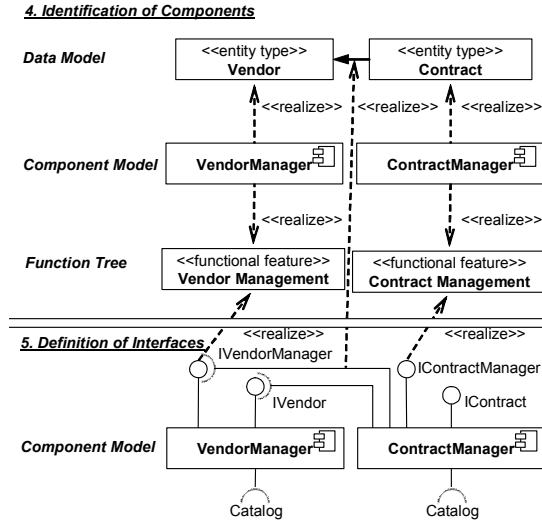 4. Identification of Components
Data Model
<<entity type>>
Vendor
<<entity type>>
Contract
<<realize>>
<<realize>>
<<realize>>
Component Model
VendorManager
ContractManager
<<realize>>
<<realize>>
Function Tree
<<functional feature>>
Vendor Management
<<functional feature>>
Contract Management
<<realize>>
<<realize>>
5. Definition of Interfaces
IVendorManager
IContractManager
IVendor
IContract
Component Model
VendorManager
ContractManager
Catalog
Catalog